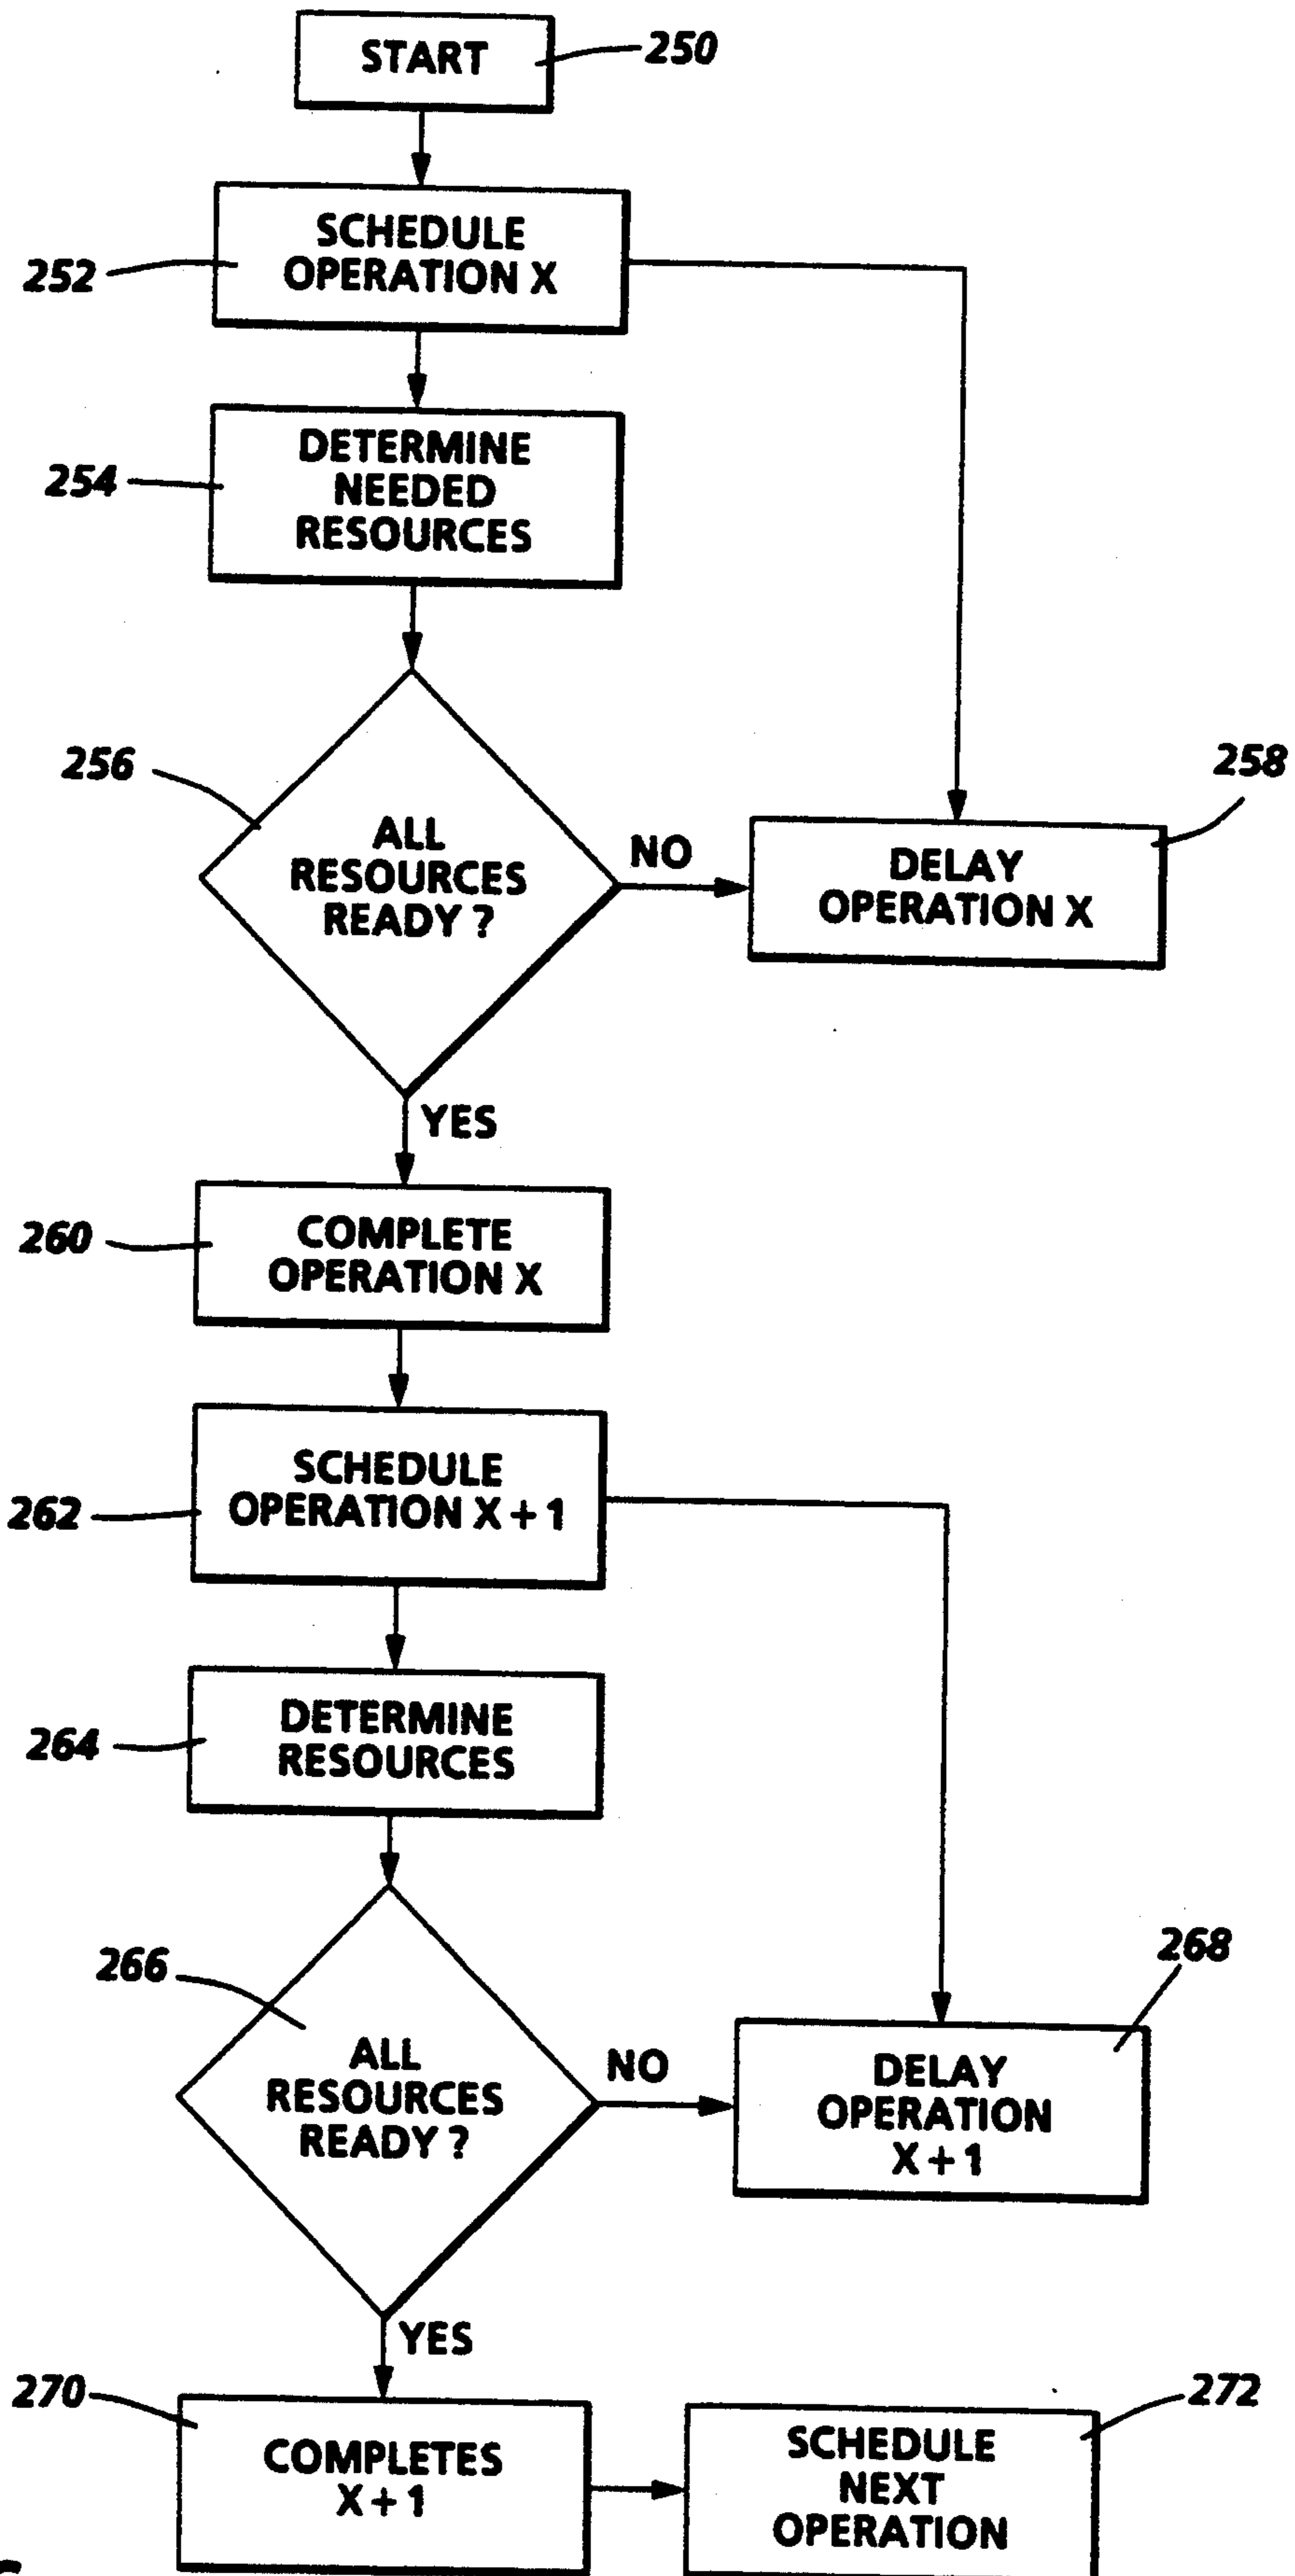 START
250
SCHEDULE
OPERATION X
252
DETERMINE
NEEDED
RESOURCES
254
256
258
ALL
RESOURCES
READY ?
NO
DELAY
OPERATION X
YES
260
COMPLETE
OPERATION X
SCHEDULE
OPERATION X + 1
262
DETERMINE
RESOURCES
264
266
268
ALL
RESOURCES
READY ?
NO
DELAY
OPERATION
X + 1
YES
270
COMPLETES
X + 1
272
SCHEDULE
NEXT
OPERATION